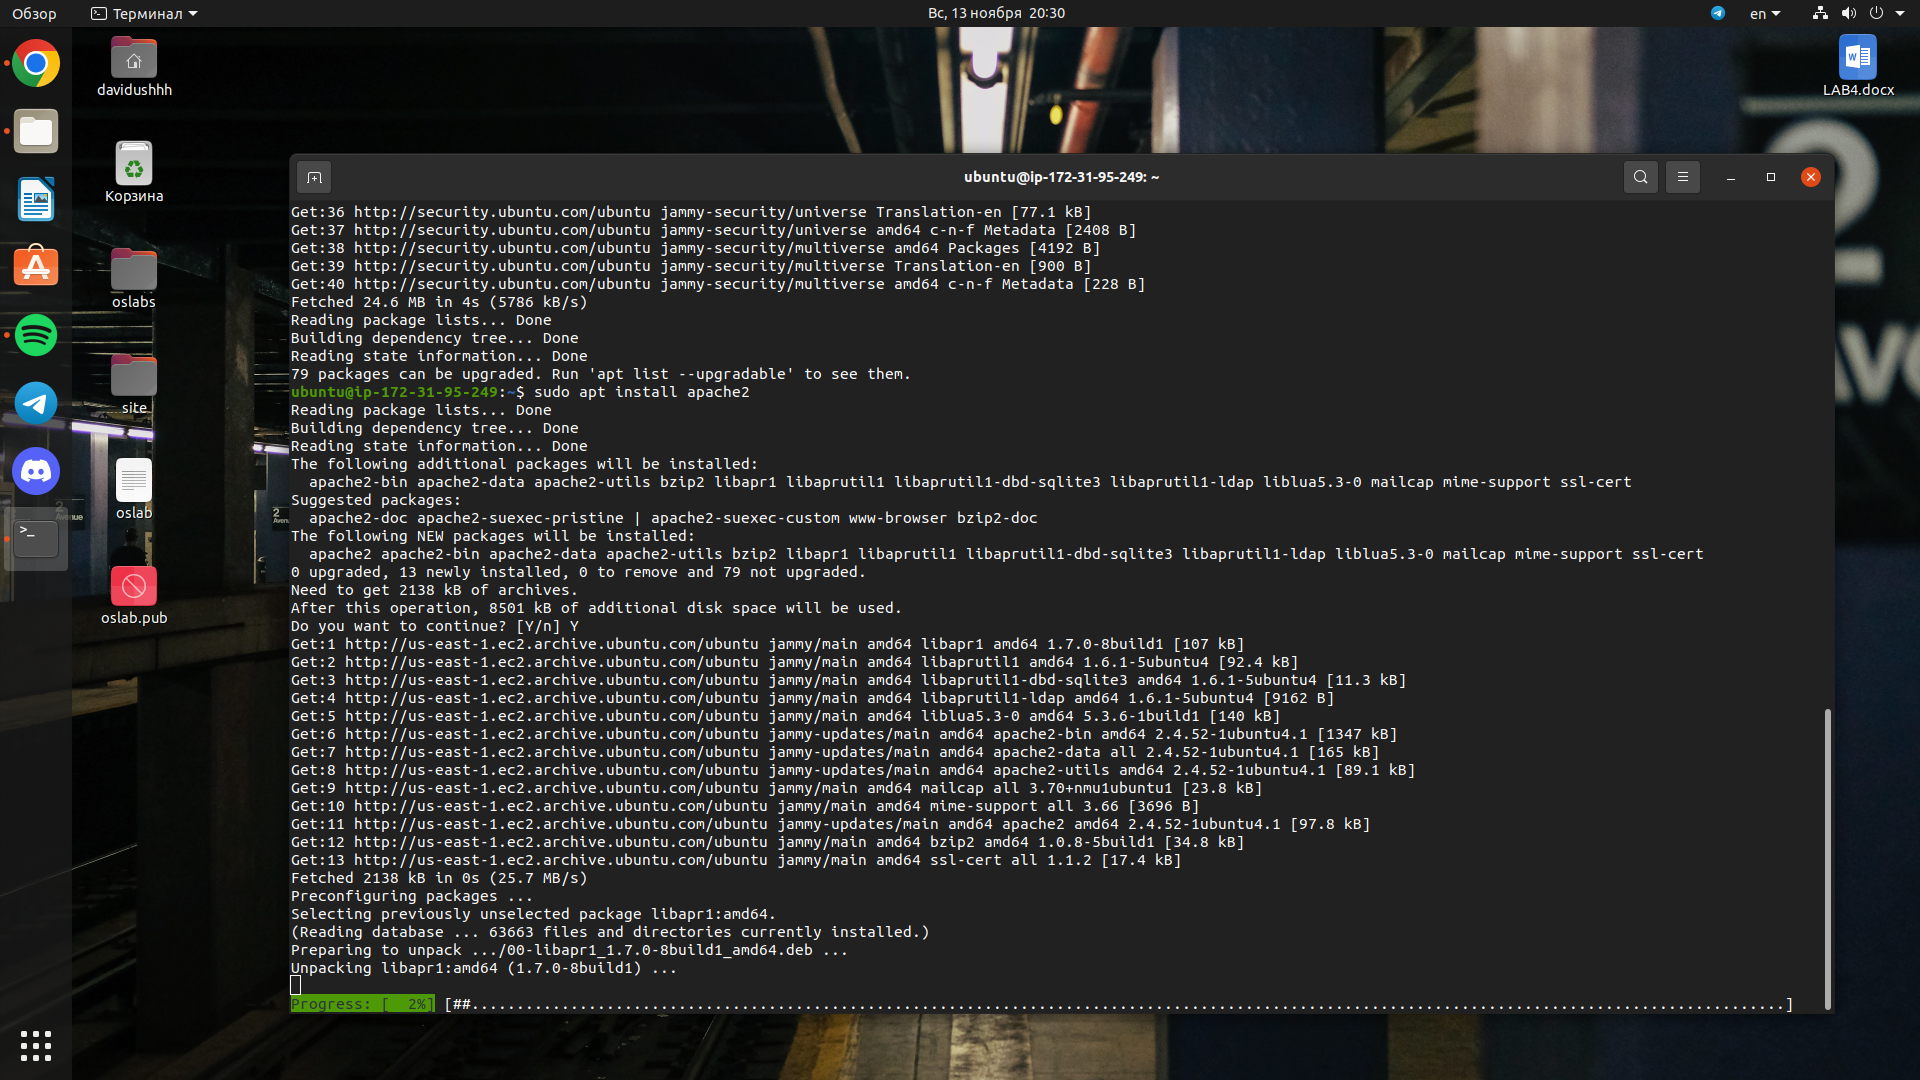 Обзор
Терминал
Вс, 13 ноября 20:30
en
davidushhh
Корзина
oslabs
site
oslab
oslab.pub
LAB4.docx
ubuntu@ip-172-31-95-249: ~
Get:36 http://security.ubuntu.com/ubuntu jammy-security/universe Translation-en [77.1 kB]
Get:37 http://security.ubuntu.com/ubuntu jammy-security/universe amd64 c-n-f Metadata [2408 B]
Get:38 http://security.ubuntu.com/ubuntu jammy-security/multiverse amd64 Packages [4192 B]
Get:39 http://security.ubuntu.com/ubuntu jammy-security/multiverse Translation-en [900 B]
Get:40 http://security.ubuntu.com/ubuntu jammy-security/multiverse amd64 c-n-f Metadata [228 B]
Fetched 24.6 MB in 4s (5786 kB/s)
Reading package lists... Done
Building dependency tree... Done
Reading state information... Done
79 packages can be upgraded. Run 'apt list --upgradable' to see them.
ubuntu@ip-172-31-95-249:~$ sudo apt install apache2
Reading package lists... Done
Building dependency tree... Done
Reading state information... Done
The following additional packages will be installed:
apache2-bin apache2-data apache2-utils bzip2 libapr1 libaprutil1 libaprutil1-dbd-sqlite3 libaprutil1-ldap liblua5.3-0 mailcap mime-support ssl-cert
Suggested packages:
apache2-doc apache2-suexec-pristine | apache2-suexec-custom www-browser bzip2-doc
The following NEW packages will be installed:
apache2 apache2-bin apache2-data apache2-utils bzip2 libapr1 libaprutil1 libaprutil1-dbd-sqlite3 libaprutil1-ldap liblua5.3-0 mailcap mime-support ssl-cert
0 upgraded, 13 newly installed, 0 to remove and 79 not upgraded.
Need to get 2138 kB of archives.
After this operation, 8501 kB of additional disk space will be used.
Do you want to continue? [Y/n] Y
Get:1 http://us-east-1.ec2.archive.ubuntu.com/ubuntu jammy/main amd64 libapr1 amd64 1.7.0-8build1 [107 kB]
Get:2 http://us-east-1.ec2.archive.ubuntu.com/ubuntu jammy/main amd64 libaprutil1 amd64 1.6.1-5ubuntu4 [92.4 kB]
Get:3 http://us-east-1.ec2.archive.ubuntu.com/ubuntu jammy/main amd64 libaprutil1-dbd-sqlite3 amd64 1.6.1-5ubuntu4 [11.3 kB]
Get:4 http://us-east-1.ec2.archive.ubuntu.com/ubuntu jammy/main amd64 libaprutil1-ldap amd64 1.6.1-5ubuntu4 [9162 B]
Get:5 http://us-east-1.ec2.archive.ubuntu.com/ubuntu jammy/main amd64 liblua5.3-0 amd64 5.3.6-1build1 [140 kB]
Get:6 http://us-east-1.ec2.archive.ubuntu.com/ubuntu jammy-updates/main amd64 apache2-bin amd64 2.4.52-1ubuntu4.1 [1347 kB]
Get:7 http://us-east-1.ec2.archive.ubuntu.com/ubuntu jammy-updates/main amd64 apache2-data all 2.4.52-1ubuntu4.1 [165 kB]
Get:8 http://us-east-1.ec2.archive.ubuntu.com/ubuntu jammy-updates/main amd64 apache2-utils amd64 2.4.52-1ubuntu4.1 [89.1 kB]
Get:9 http://us-east-1.ec2.archive.ubuntu.com/ubuntu jammy/main amd64 mailcap all 3.70+nmu1ubuntu1 [23.8 kB]
Get:10 http://us-east-1.ec2.archive.ubuntu.com/ubuntu jammy/main amd64 mime-support all 3.66 [3696 B]
Get:11 http://us-east-1.ec2.archive.ubuntu.com/ubuntu jammy-updates/main amd64 apache2 amd64 2.4.52-1ubuntu4.1 [97.8 kB]
Get:12 http://us-east-1.ec2.archive.ubuntu.com/ubuntu jammy/main amd64 bzip2 amd64 1.0.8-5build1 [34.8 kB]
Get:13 http://us-east-1.ec2.archive.ubuntu.com/ubuntu jammy/main amd64 ssl-cert all 1.1.2 [17.4 kB]
Fetched 2138 kB in 0s (25.7 MB/s)
Preconfiguring packages ...
Selecting previously unselected package libapr1:amd64.
(Reading database ... 63663 files and directories currently installed.)
Preparing to unpack .../00-libapr1_1.7.0-8build1_amd64.deb ...
Unpacking libapr1:amd64 (1.7.0-8build1) ...
Progress: [  2%] [##..................................................................................................................................................]